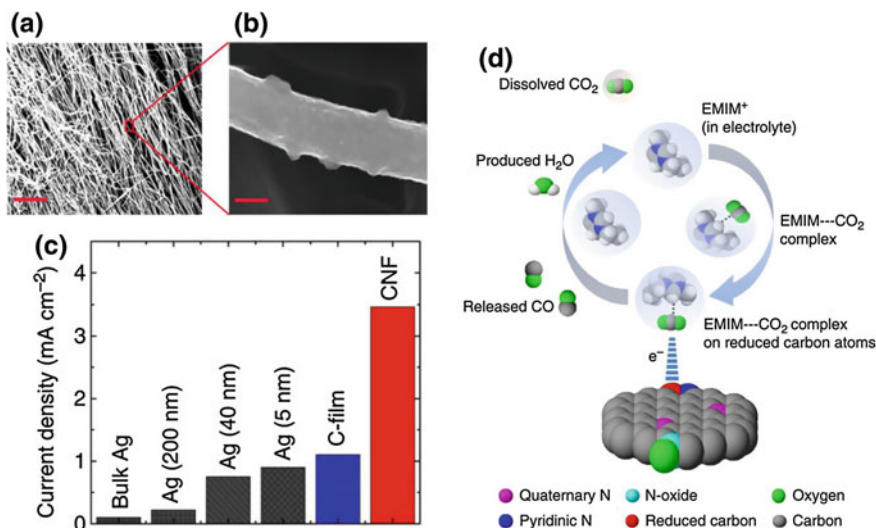 (a)
(b)
(c)
Current density (mA cm⁻²)
4
3
2
1
0
Bulk Ag
Ag (200 nm)
Ag (40 nm)
Ag (5 nm)
C-film
CNF
(d)
Dissolved CO₂
EMIM⁺
(in electrolyte)
Produced H₂O
EMIM---CO₂
complex
Released CO
EMIM---CO₂ complex
on reduced carbon atoms
e⁻
Quaternary N
N-oxide
Oxygen
Pyridinic N
Reduced carbon
Carbon